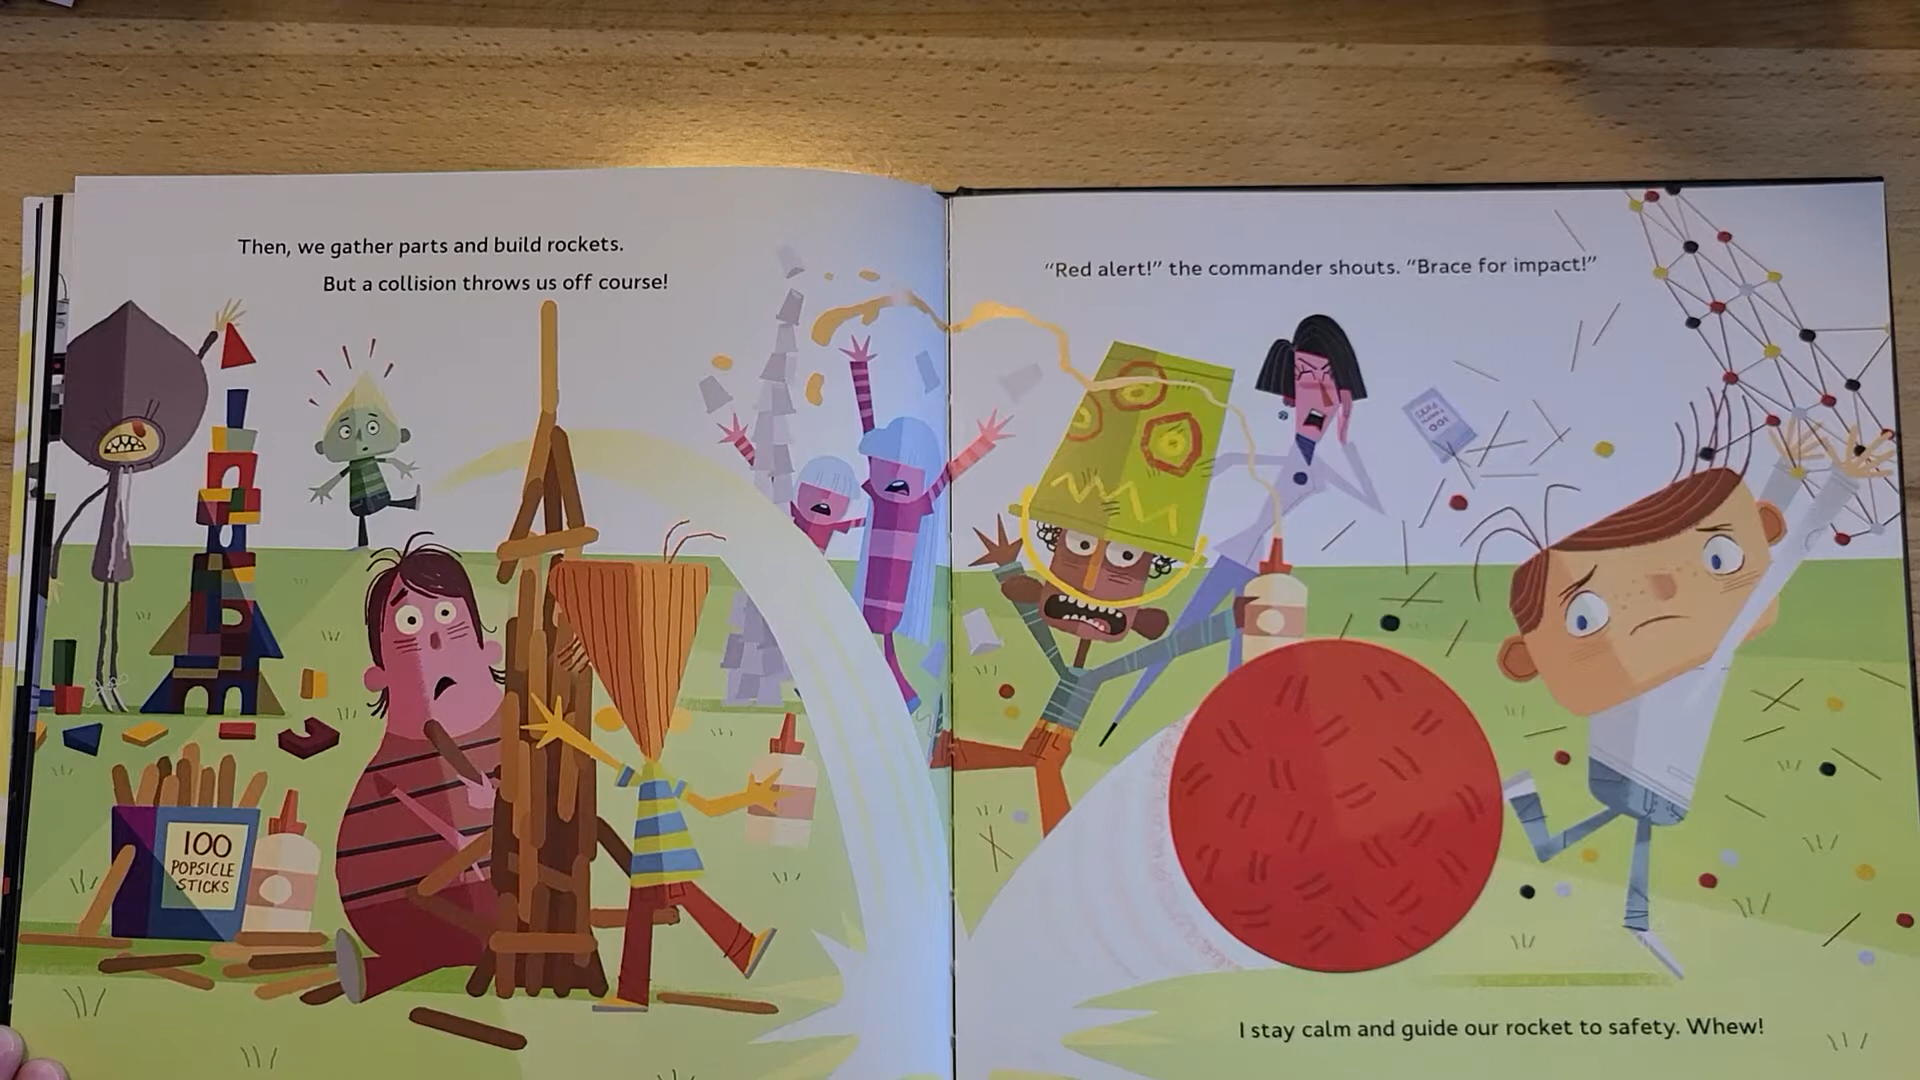 Then, we gather parts and build rockets.
But a collision throws us off course!
100
POPSICLE
STICKS
“Red alert!” the commander shouts. “Brace for impact!”
I stay calm and guide our rocket to safety. Whew!